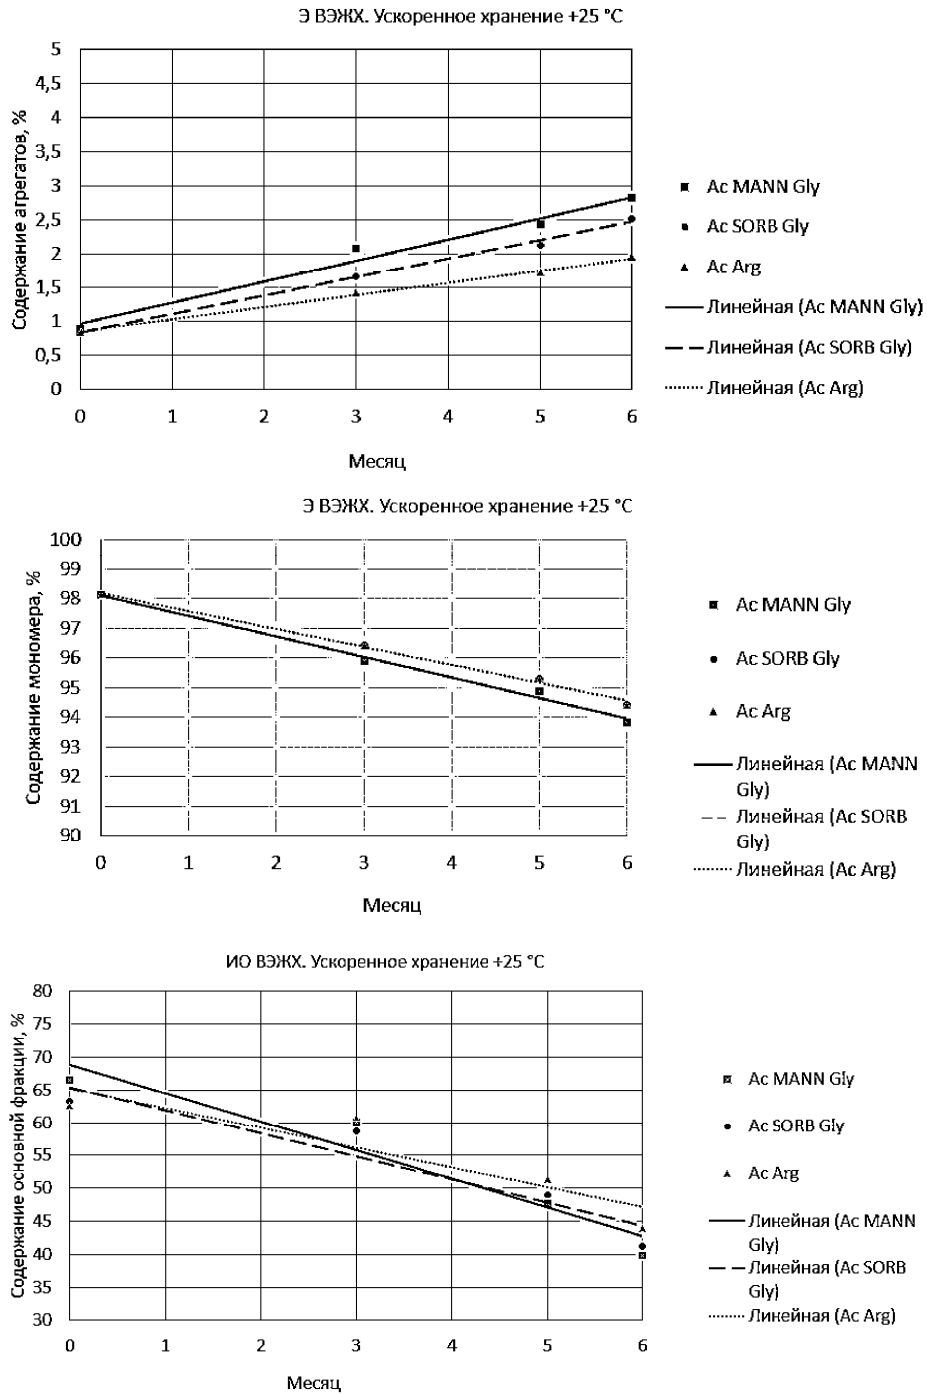 Э ВЭЖХ. Ускоренное хранение +25 °C
Содержание агрегатов, %
5
4,5
4
3,5
3
2,5
2
1,5
1
0,5
0
0 1 2 3 4 5 6
Месяц
Ac MANN Gly
Ac SORB Gly
Ac Arg
Линейная (Ac MANN Gly)
Линейная (Ac SORB Gly)
Линейная (Ac Arg)
Э ВЭЖХ. Ускоренное хранение +25 °C
Содержание мономера, %
100
99
98
97
96
95
94
93
92
91
90
0 1 2 3 4 5 6
Месяц
Ac MANN Gly
Ac SORB Gly
Ac Arg
Линейная (Ac MANN
Gly)
Линейная (Ac SORB
Gly)
Линейная (Ac Arg)
ИО ВЭЖХ. Ускоренное хранение +25 °C
Содержание основной фракции, %
80
75
70
65
60
55
50
45
40
35
30
0 1 2 3 4 5 6
Месяц
Ac MANN Gly
Ac SORB Gly
Ac Arg
Линейная (Ac MANN
Gly)
Линейная (Ac SORB
Gly)
Линейная (Ac Arg)